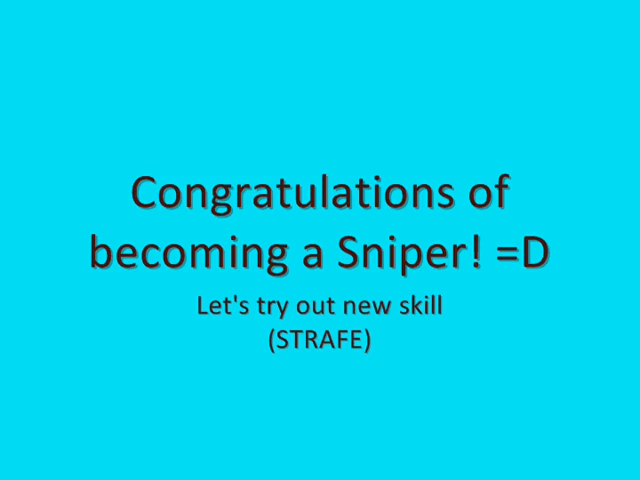 Congratulations of
becoming a Sniper! =D
Let's try out new skill
(STRAFE)